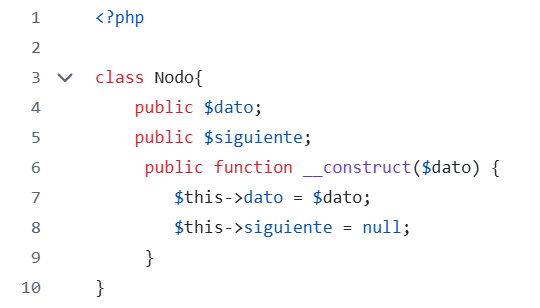 1 <?php
2
3 class Nodo{
4 public $dato;
5 public $siguiente;
6 public function __construct($dato) {
7 $this->dato = $dato;
8 $this->siguiente = null;
9 }
10 }